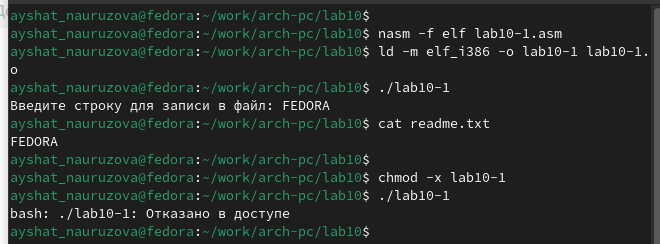 ayshat_nauruzova@fedora:~/work/arch-pc/lab10$
ayshat_nauruzova@fedora:~/work/arch-pc/lab10$ nasm -f elf lab10-1.asm
ayshat_nauruzova@fedora:~/work/arch-pc/lab10$ ld -m elf_i386 -o lab10-1 lab10-1.
o
ayshat_nauruzova@fedora:~/work/arch-pc/lab10$ ./lab10-1
Введите строку для записи в файл: FEDORA
ayshat_nauruzova@fedora:~/work/arch-pc/lab10$ cat readme.txt
FEDORA
ayshat_nauruzova@fedora:~/work/arch-pc/lab10$
ayshat_nauruzova@fedora:~/work/arch-pc/lab10$ chmod -x lab10-1
ayshat_nauruzova@fedora:~/work/arch-pc/lab10$ ./lab10-1
bash: ./lab10-1: Отказано в доступе
ayshat_nauruzova@fedora:~/work/arch-pc/lab10$